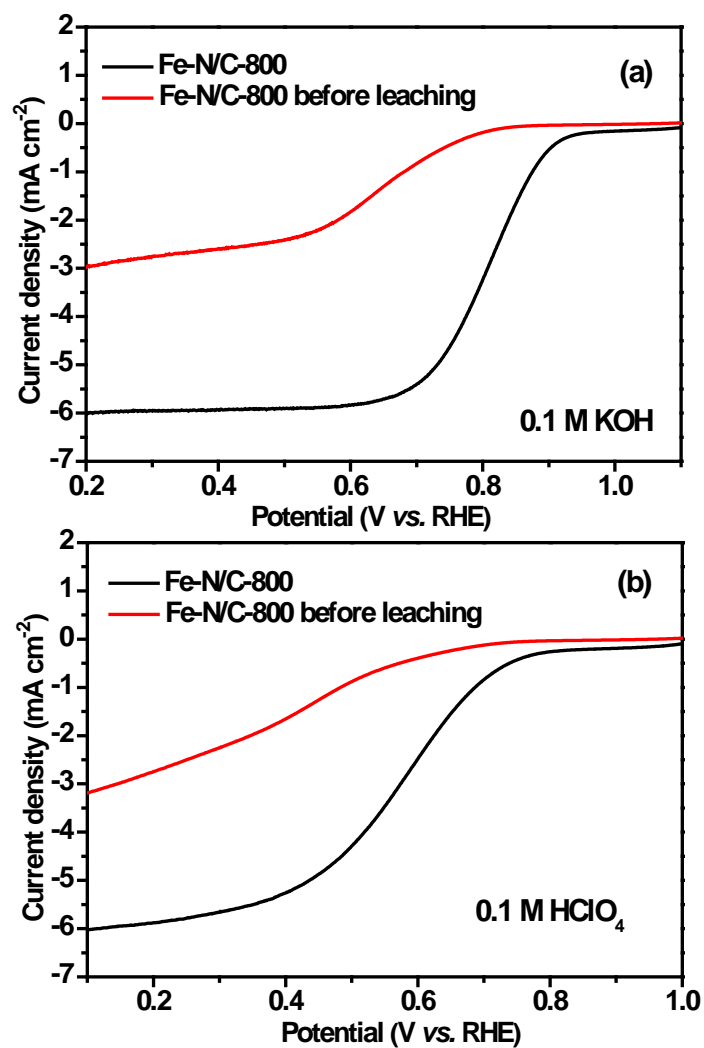 2
Fe-N/C-800
(a)
1
Fe-N/C-800 before leaching
0
-1
-2
-3
-4
-5
-6
0.1 M KOH
-7
0.2 0.4 0.6 0.8 1.0
Current density (mA cm-2)
Potential (V vs. RHE)
2
Fe-N/C-800
(b)
1
Fe-N/C-800 before leaching
0
-1
-2
-3
-4
-5
-6
0.1 M HClO4
-7
0.2 0.4 0.6 0.8 1.0
Current density (mA cm-2)
Potential (V vs. RHE)